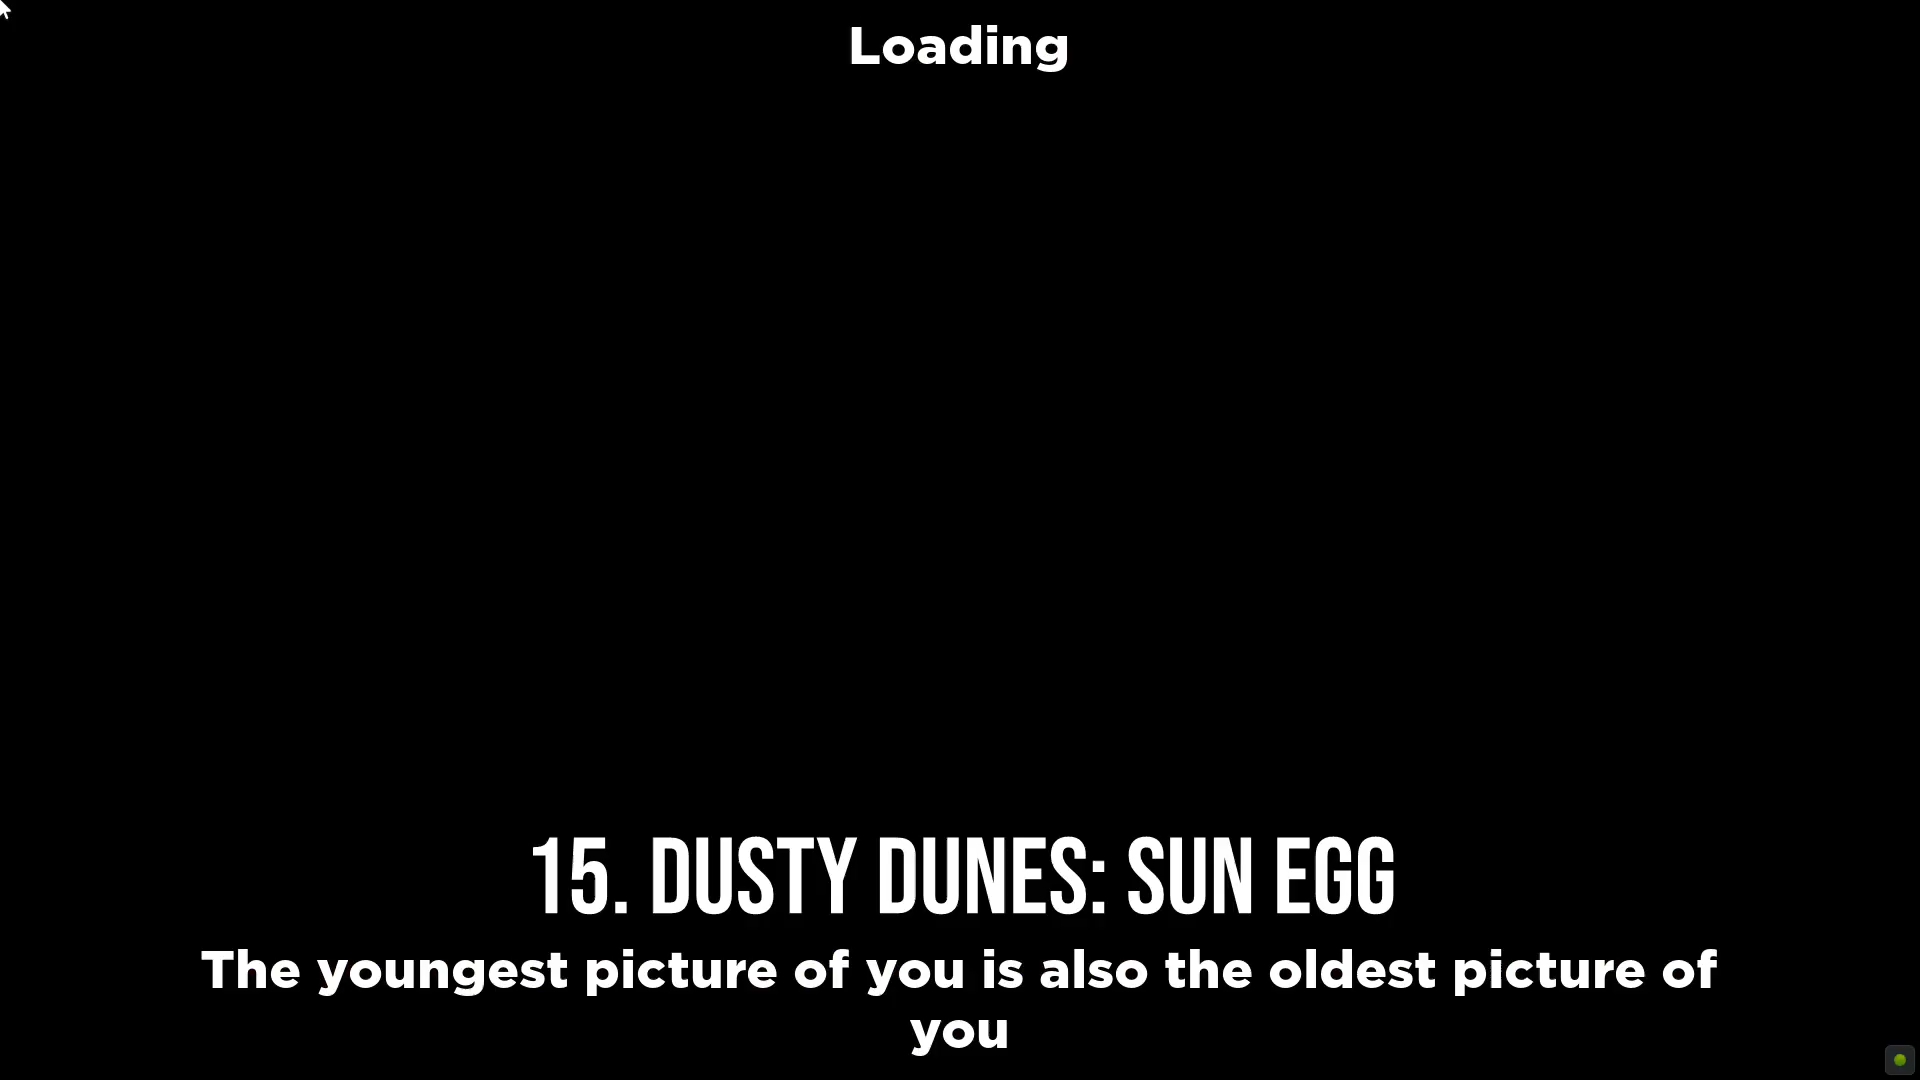 Loading
15. DUSTY DUNES: SUN EGG
The youngest picture of you is also the oldest picture of
you